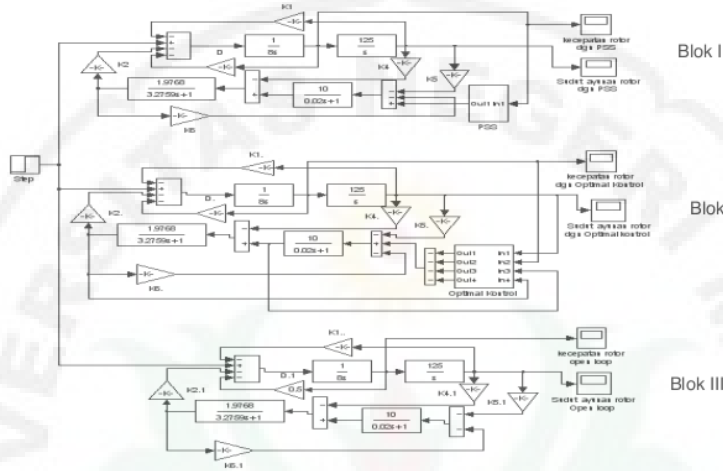 K1
kecepatan rotor
dgn PSS
Blok I
K2
D
1
8s
125
s
K4
K5
Sudut ayunan rotor
dgn PSS
1.9768
3.2759s+1
10
0.02s+1
Out1 In1
PSS
K6
Step
K1..
kecepatan rotor
dgn Optimal Kontrol
K2.
D.
1
8s
125
s
K4.
K5.
Sudut ayunan rotor
dgn Optimal kontrol
Blok
1.9768
3.2759s+1
10
0.02s+1
Out1 In1
Out2 In2
Out3 In3
Out4 In4
Optimal Kontrol
K6.
K1...
kecepatan rotor
open loop
K2.1
D.1
0.5
1
8s
125
s
K4.1
K5.1
Sudut ayunan rotor
Open loop
Blok III
1.9768
3.2759s+1
10
0.02s+1
K6.1